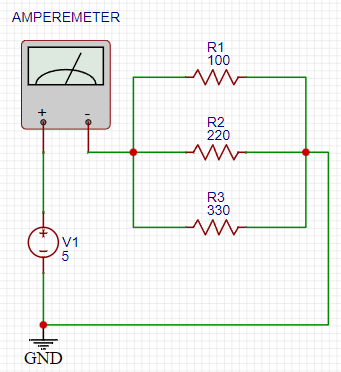 AMPEREMETER
+
-
R1
100
R2
220
R3
330
V1
5
GND